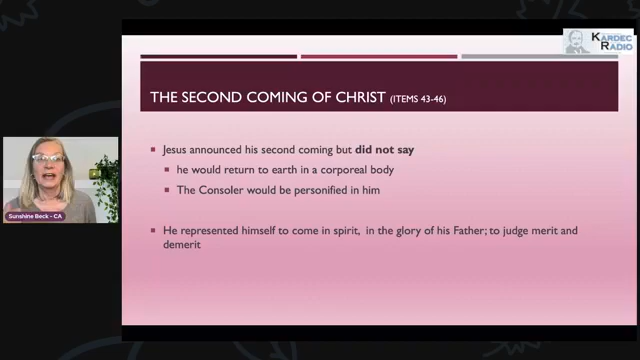 KARDEC
RADIO
THE SECOND COMING OF CHRIST (ITEMS 43-46)
Jesus announced his second coming but did not say
he would return to earth in a corporeal body
The Consoler would be personified in him
He represented himself to come in spirit, in the glory of his Father; to judge merit and
demerit
Sunshine Beck - CA